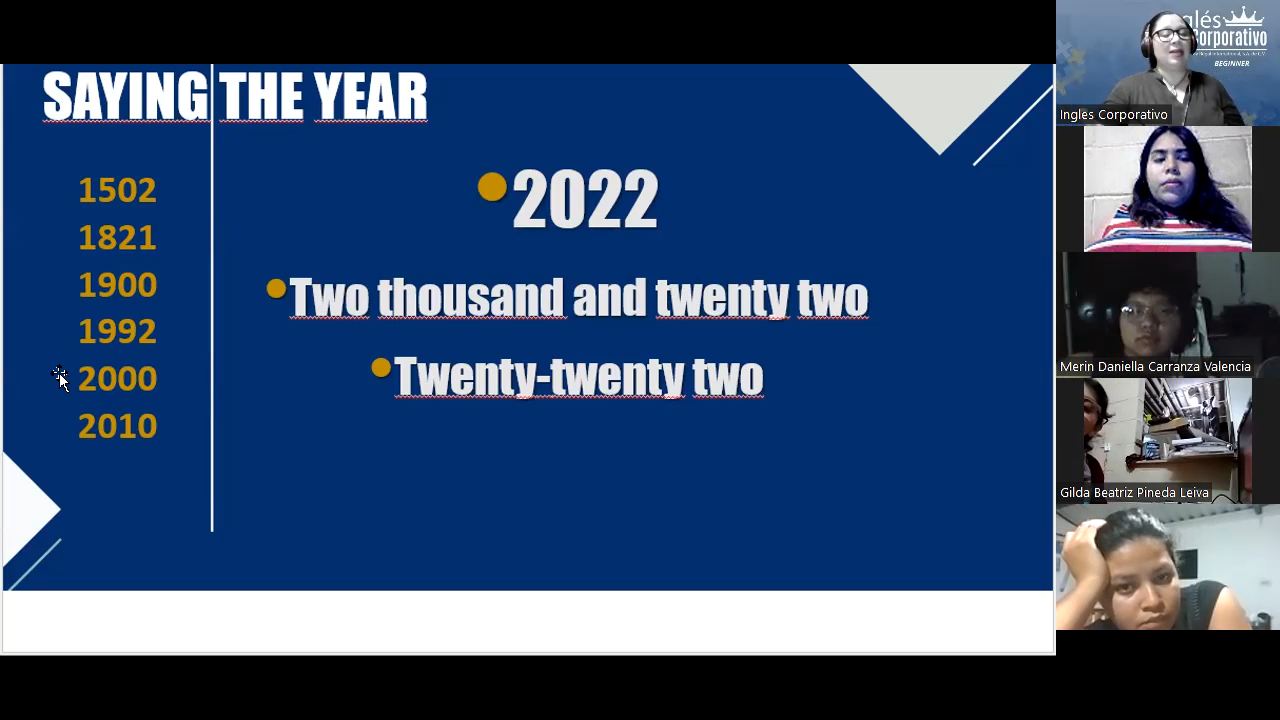 SAYING THE YEAR
1502
1821
1900
1992
2000
2010
2022
Two thousand and twenty two
Twenty-twenty two
Corporativo
BEGINNER
Inglés Corporativo
Merin Daniella Carranza Valencia
Gilda Beatriz Pineda Leiva